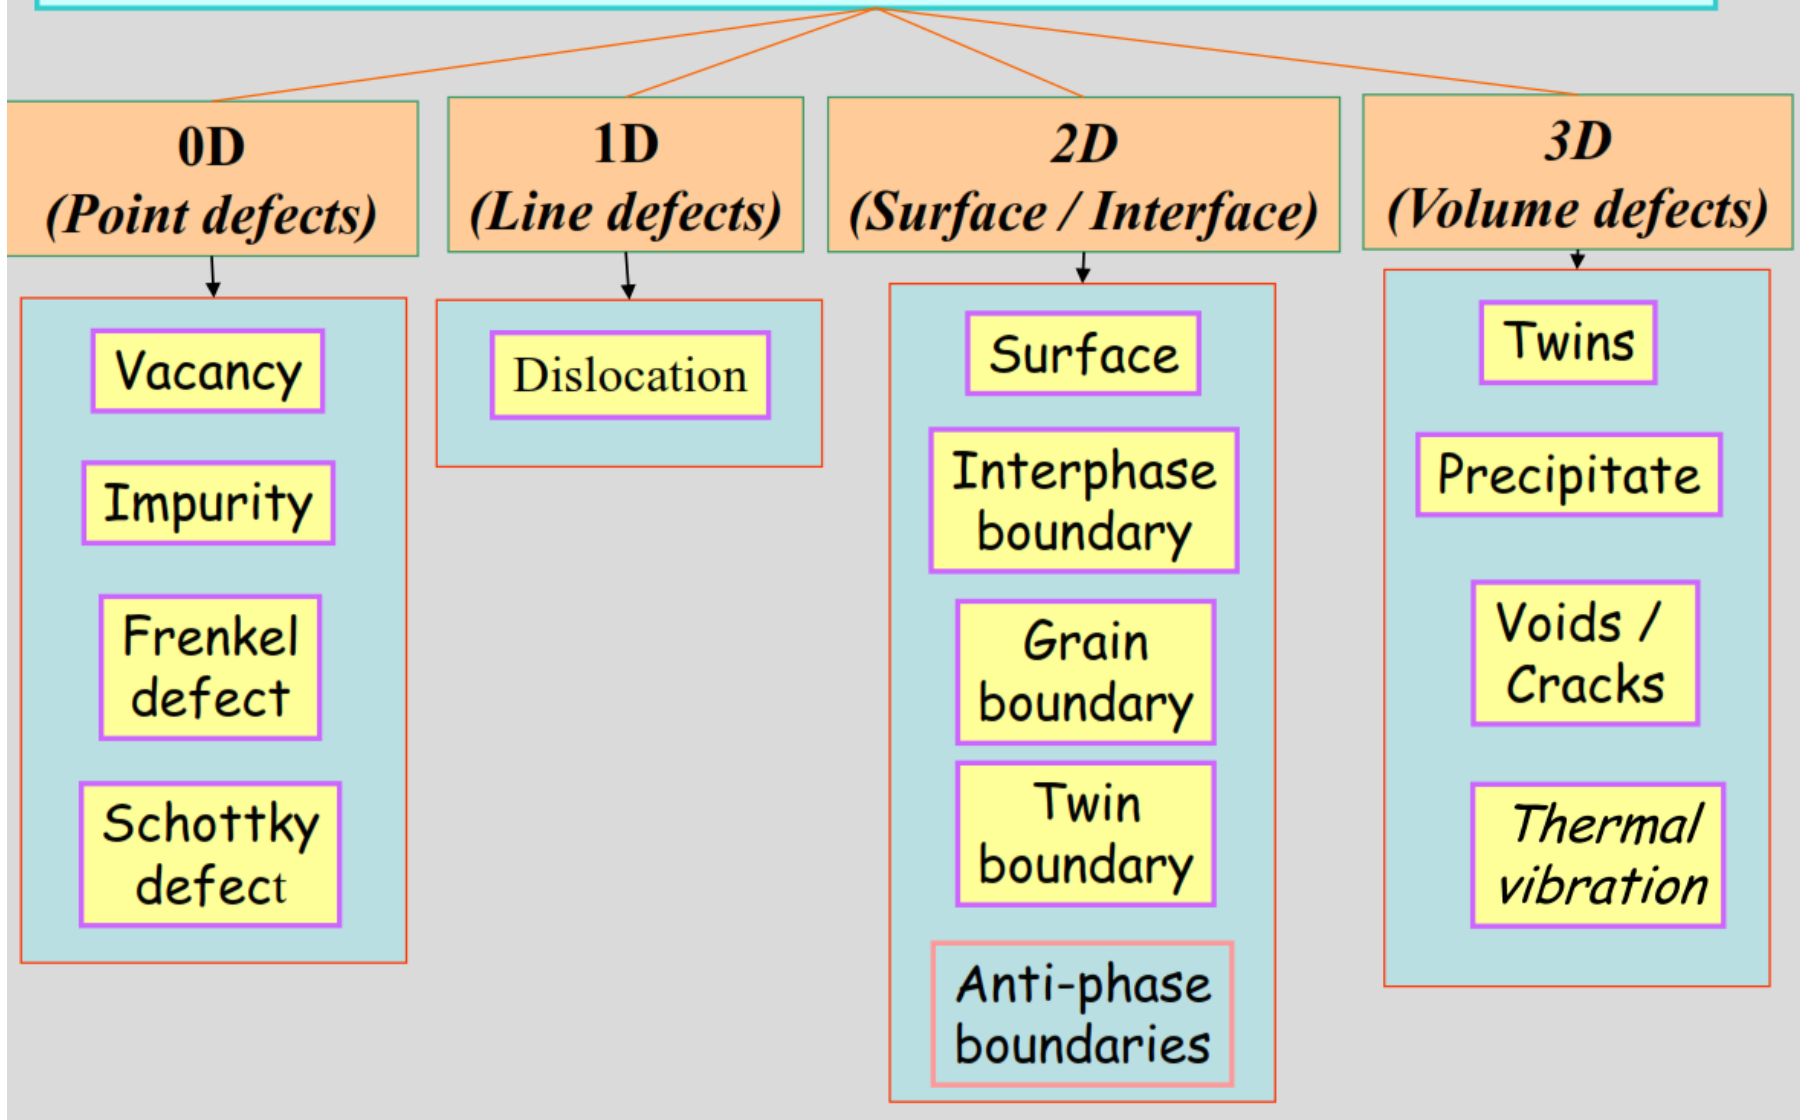 0D
(Point defects)
1D
(Line defects)
2D
(Surface / Interface)
3D
(Volume defects)
Vacancy
Impurity
Frenkel
defect
Schottky
defect
Dislocation
Surface
Interphase
boundary
Grain
boundary
Twin
boundary
Anti-phase
boundaries
Twins
Precipitate
Voids /
Cracks
Thermal
vibration